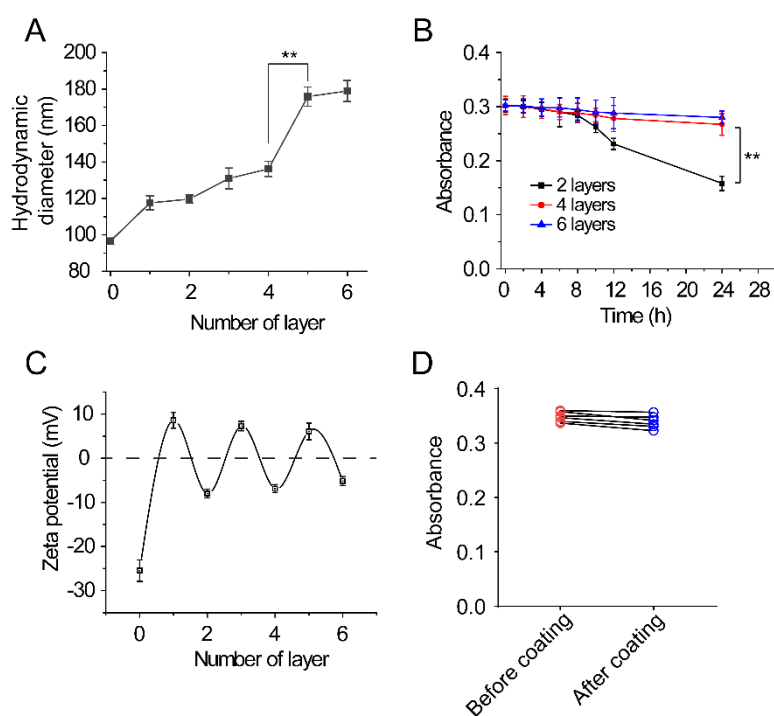 A
200
180
160
140
120
100
80
0
2
4
6
**
Hydrodynamic
diameter (nm)
Number of layer
B
0.4
0.3
0.2
0.1
0.0
0 4 8 12 16 20 24 28
**
2 layers
4 layers
6 layers
Absorbance
Time (h)
C
10
0
-10
-20
-30
0
2
4
6
Zeta potential (mV)
Number of layer
D
0.4
0.3
0.2
0.1
0.0
Absorbance
Before coating
After coating